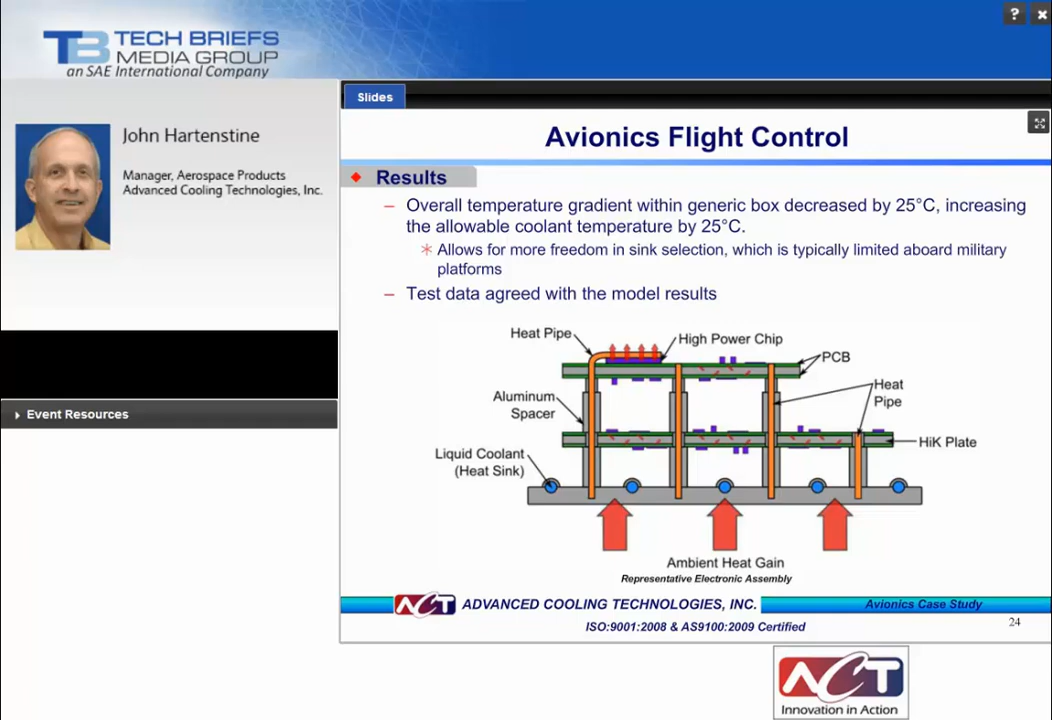 ? ×
TB TECH BRIEFS
MEDIA GROUP
an SAE International Company
Slides
John Hartenstine
Manager, Aerospace Products
Advanced Cooling Technologies, Inc.
Event Resources
Avionics Flight Control
Results
– Overall temperature gradient within generic box decreased by 25°C, increasing
the allowable coolant temperature by 25°C.
Allows for more freedom in sink selection, which is typically limited aboard military
platforms
– Test data agreed with the model results
Heat Pipe
High Power Chip
PCB
Aluminum
Spacer
Heat
Pipe
HiK Plate
Liquid Coolant
(Heat Sink)
Ambient Heat Gain
Representative Electronic Assembly
ACT ADVANCED COOLING TECHNOLOGIES, INC.
Avionics Case Study
ISO:9001:2008 & AS9100:2009 Certified
24
ACT
Innovation in Action